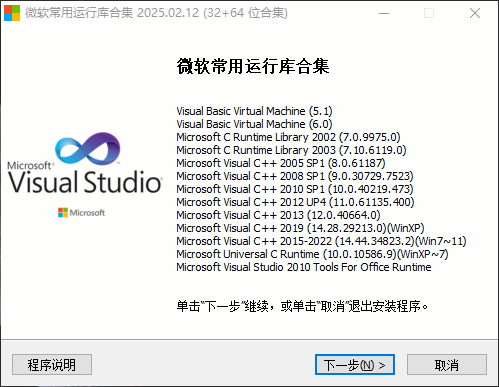 微软常用运行库合集 2025.02.12 (32+64 位合集)
微软常用运行库合集
Visual Basic Virtual Machine (5.1)
Visual Basic Virtual Machine (6.0)
Microsoft C Runtime Library 2002 (7.0.9975.0)
Microsoft C Runtime Library 2003 (7.10.6119.0)
Microsoft Visual C++ 2005 SP1 (8.0.61187)
Microsoft Visual C++ 2008 SP1 (9.0.30729.7523)
Microsoft Visual C++ 2010 SP1 (10.0.40219.473)
Microsoft Visual C++ 2012 UP4 (11.0.61135.400)
Microsoft Visual C++ 2013 (12.0.40664.0)
Microsoft Visual C++ 2019 (14.28.29213.0)(WinXP)
Microsoft Visual C++ 2015-2022 (14.44.34823.2)(Win7~11)
Microsoft Universal C Runtime (10.0.10586.9)(WinXP~7)
Microsoft Visual Studio 2010 Tools For Office Runtime
Microsoft®
Visual Studio
Microsoft
单击“下一步”继续，或单击“取消”退出安装程序。
程序说明
下一步(N) >
取消